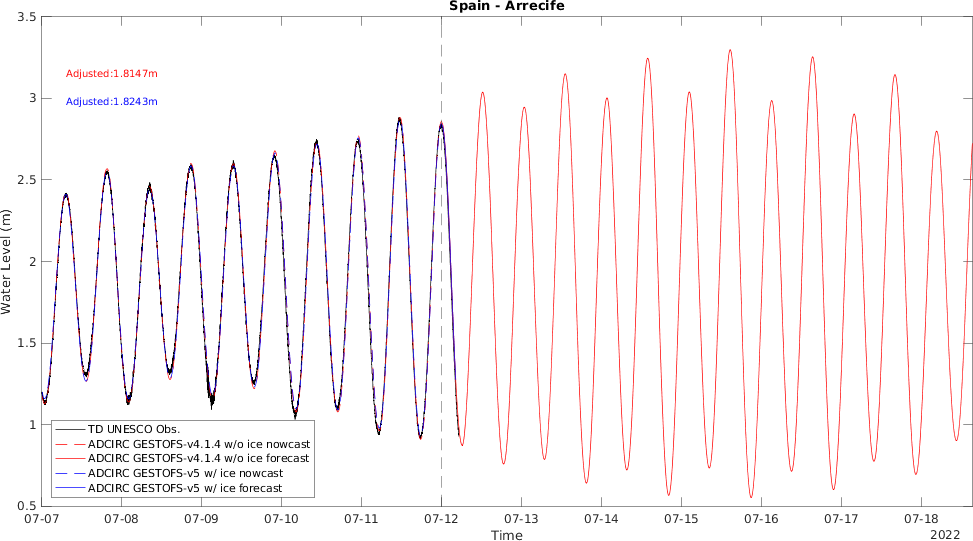 Spain - Arrecife
3.5
3
2.5
2
1.5
1
0.5
Water Level (m)
Adjusted:1.8147m
Adjusted:1.8243m
TD UNESCO Obs.
ADCIRC GESTOFS-v4.1.4 w/o ice nowcast
ADCIRC GESTOFS-v4.1.4 w/o ice forecast
ADCIRC GESTOFS-v5 w/ ice nowcast
ADCIRC GESTOFS-v5 w/ ice forecast
07-07 07-08 07-09 07-10 07-11 07-12 07-13 07-14 07-15 07-16 07-17 07-18
Time
2022